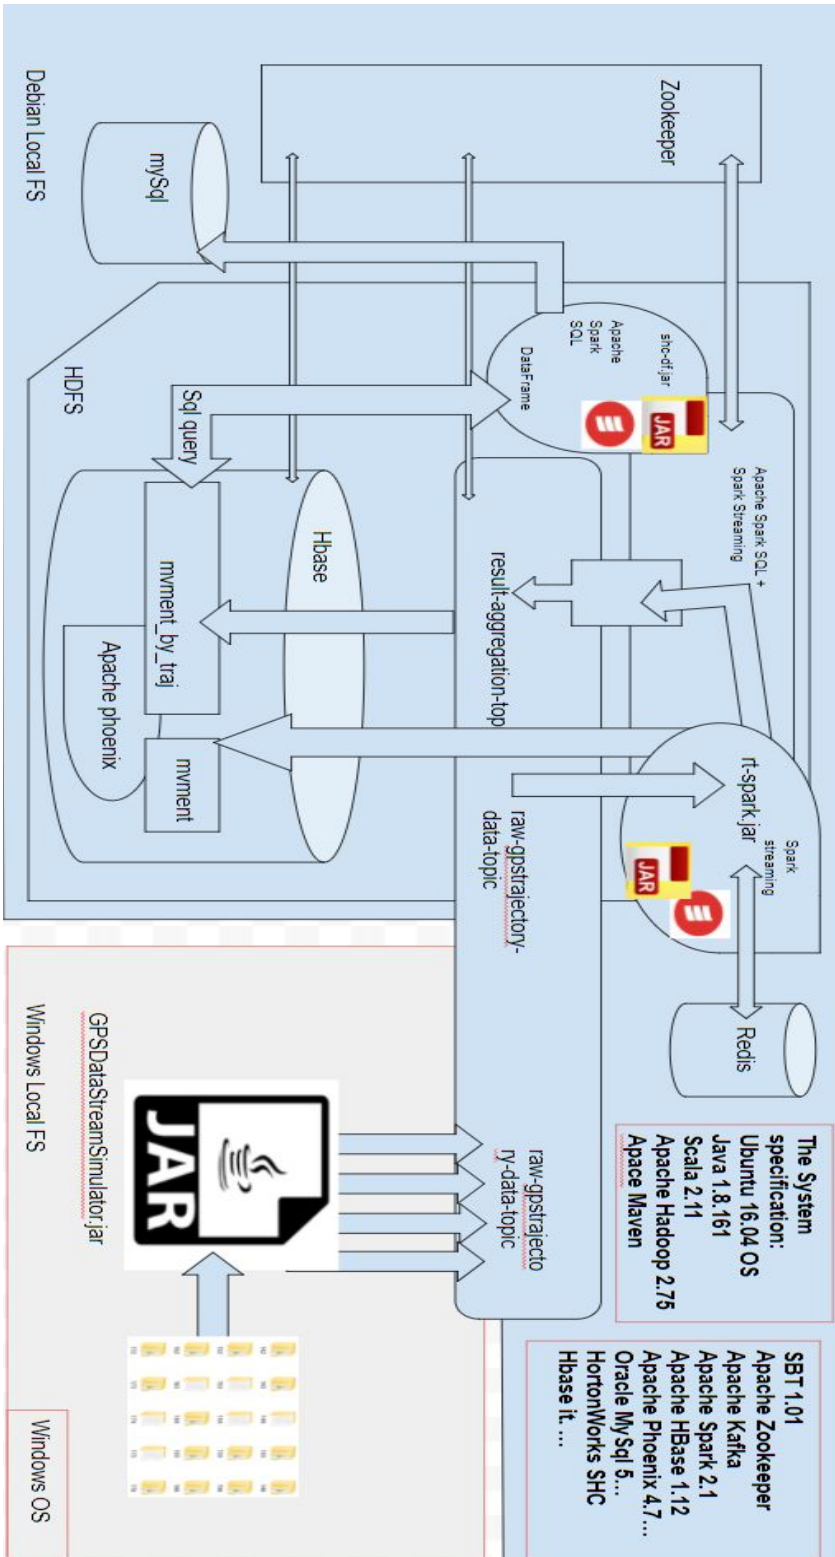 Debian Local FS
mySql
Zookeeper
HDFS
Sql query
shc-df.jar
Apache
Spark
SQL
DataFrame
JAR
Apache Spark SQL +
Spark Streaming
Hbase
mvment_by_traj
Apache phoenix
mvment
result-aggregation-top
rt-spark.jar
Spark
streaming
JAR
raw-gpstrajectory-
data-topic
Redis
raw-gpstrajecto
ry-data-topic
Windows Local FS
GPSDataStreamSimulator.jar
JAR
Windows OS
The System
specification:
Ubuntu 16.04 OS
Java 1.8.161
Scala 2.11
Apache Hadoop 2.75
Apace Maven
SBT 1.01
Apache Zookeeper
Apache Kafka
Apache Spark 2.1
Apache HBase 1.12
Apache Phoenix 4.7...
Oracle MySql 5...
HortonWorks SHC
Hbase it. ...